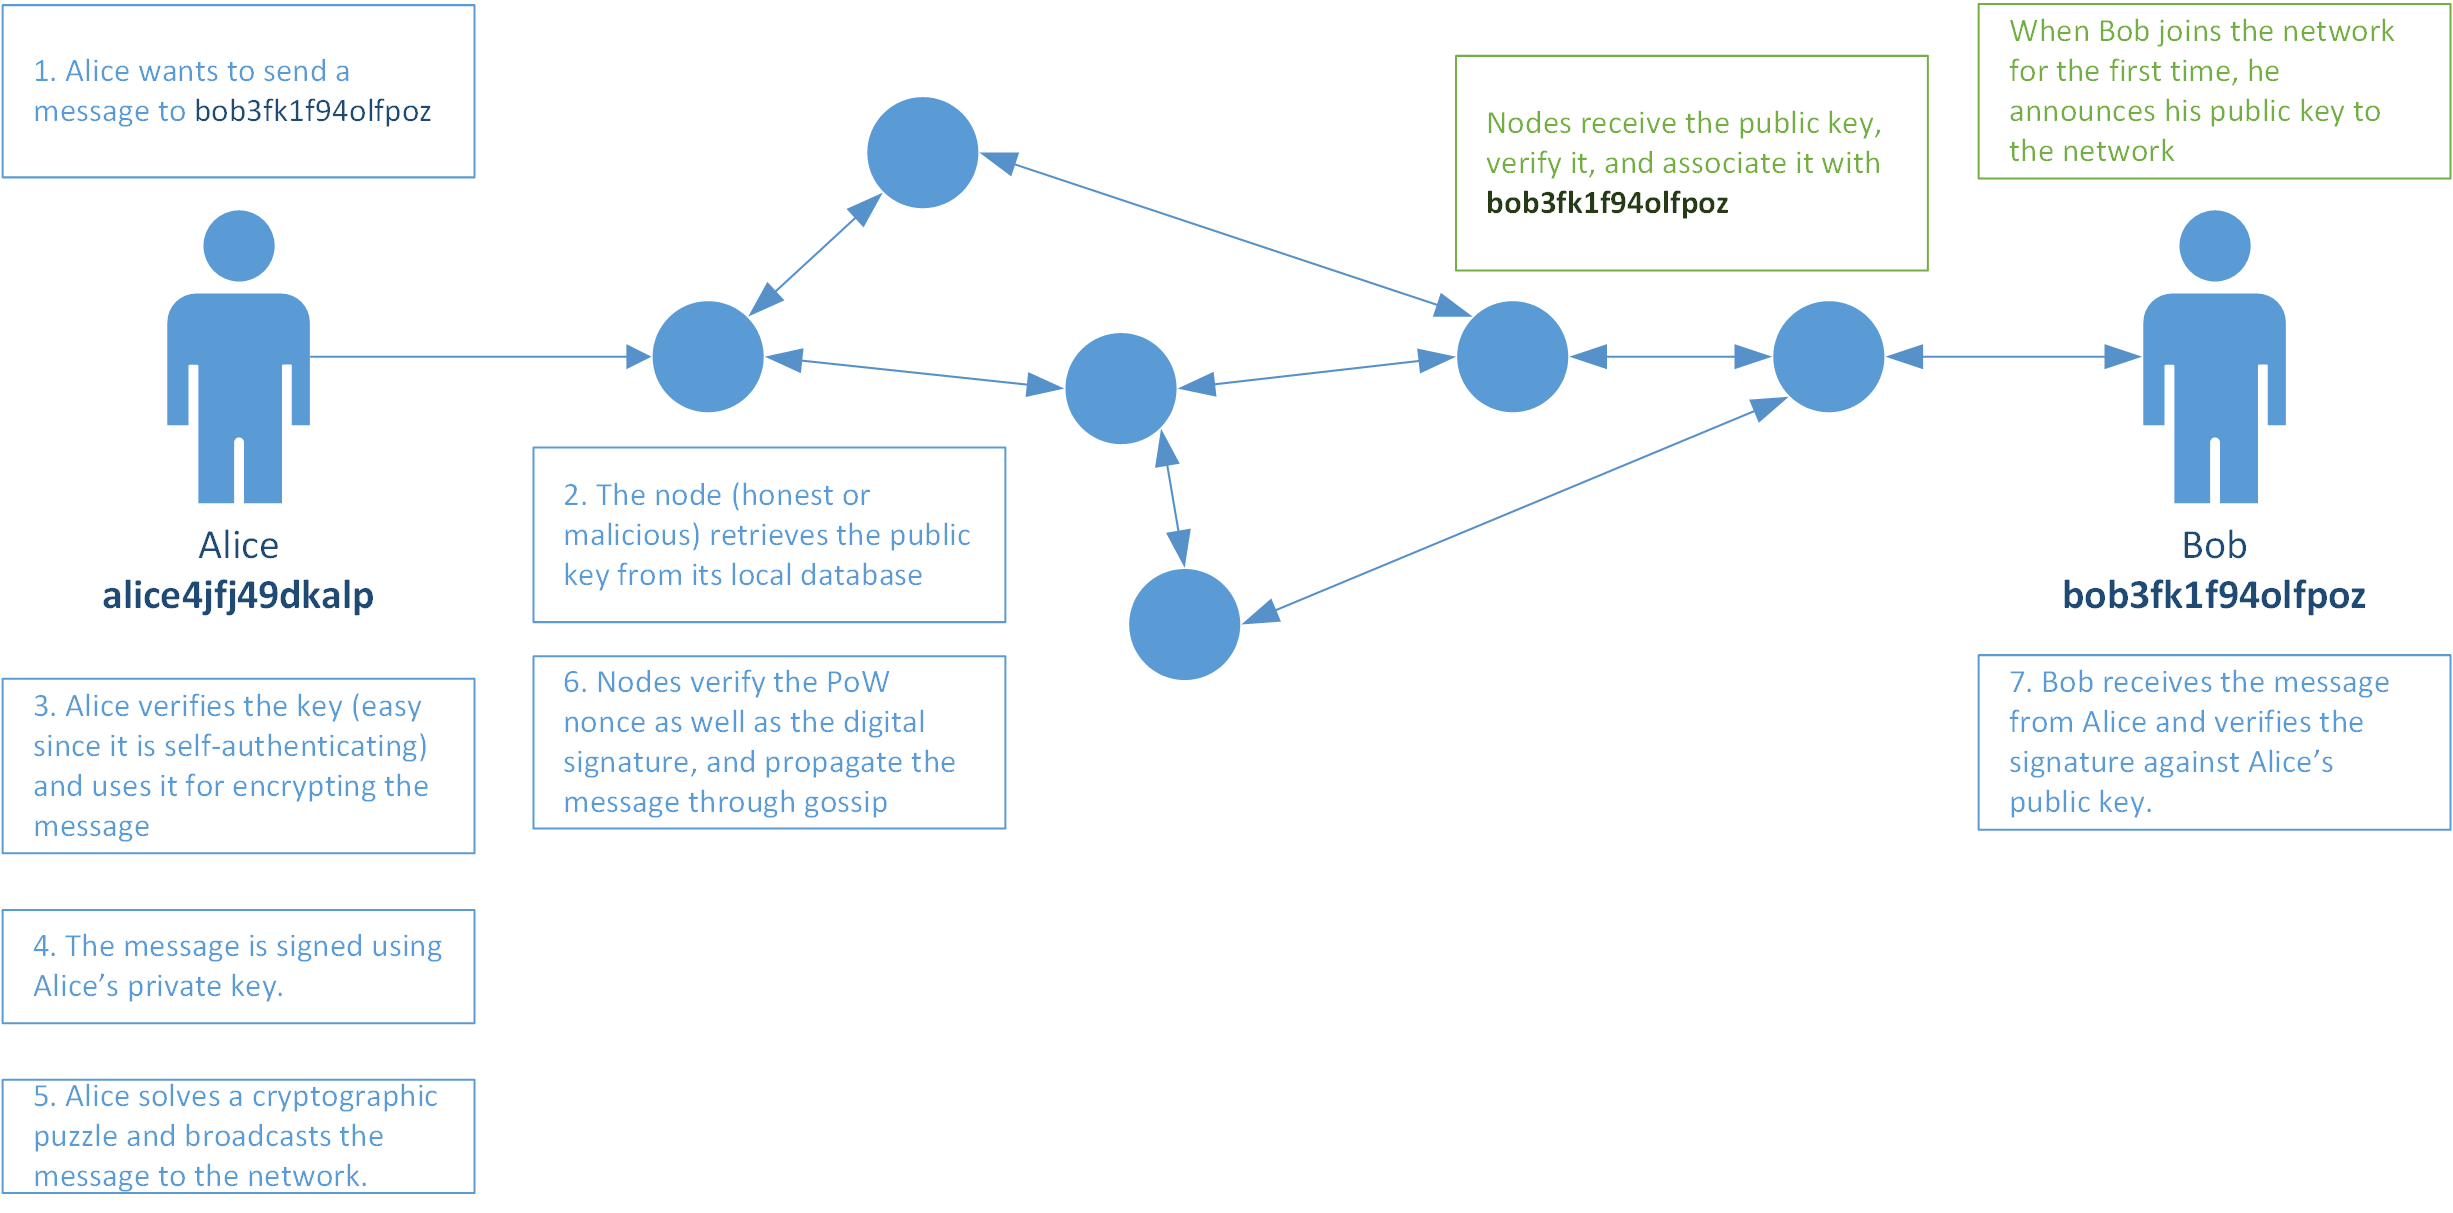 1. Alice wants to send a
message to bob3fk1f94olfpoz
Nodes receive the public key,
verify it, and associate it with
bob3fk1f94olfpoz
When Bob joins the network
for the first time, he
announces his public key to
the network
Alice
alice4jfj49dkalp
2. The node (honest or
malicious) retrieves the public
key from its local database
Bob
bob3fk1f94olfpoz
3. Alice verifies the key (easy
since it is self-authenticating)
and uses it for encrypting the
message
4. The message is signed using
Alice’s private key.
5. Alice solves a cryptographic
puzzle and broadcasts the
message to the network.
6. Nodes verify the PoW
nonce as well as the digital
signature, and propagate the
message through gossip
7. Bob receives the message
from Alice and verifies the
signature against Alice’s
public key.